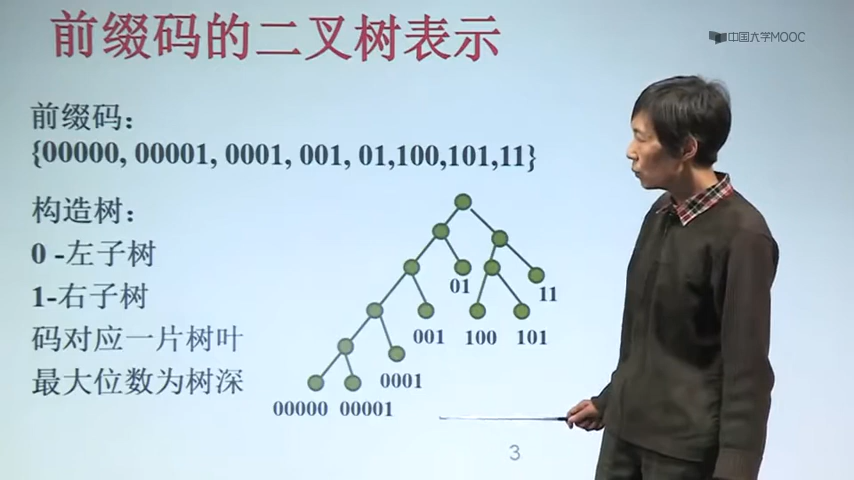 前缀码的二叉树表示
中国大学MOOC
前缀码：
{00000, 00001, 0001, 001, 01,100,101,11}
构造树：
0 -左子树
1-右子树
码对应一片树叶
最大位数为树深
01
11
001
100
101
0001
00000
00001
3